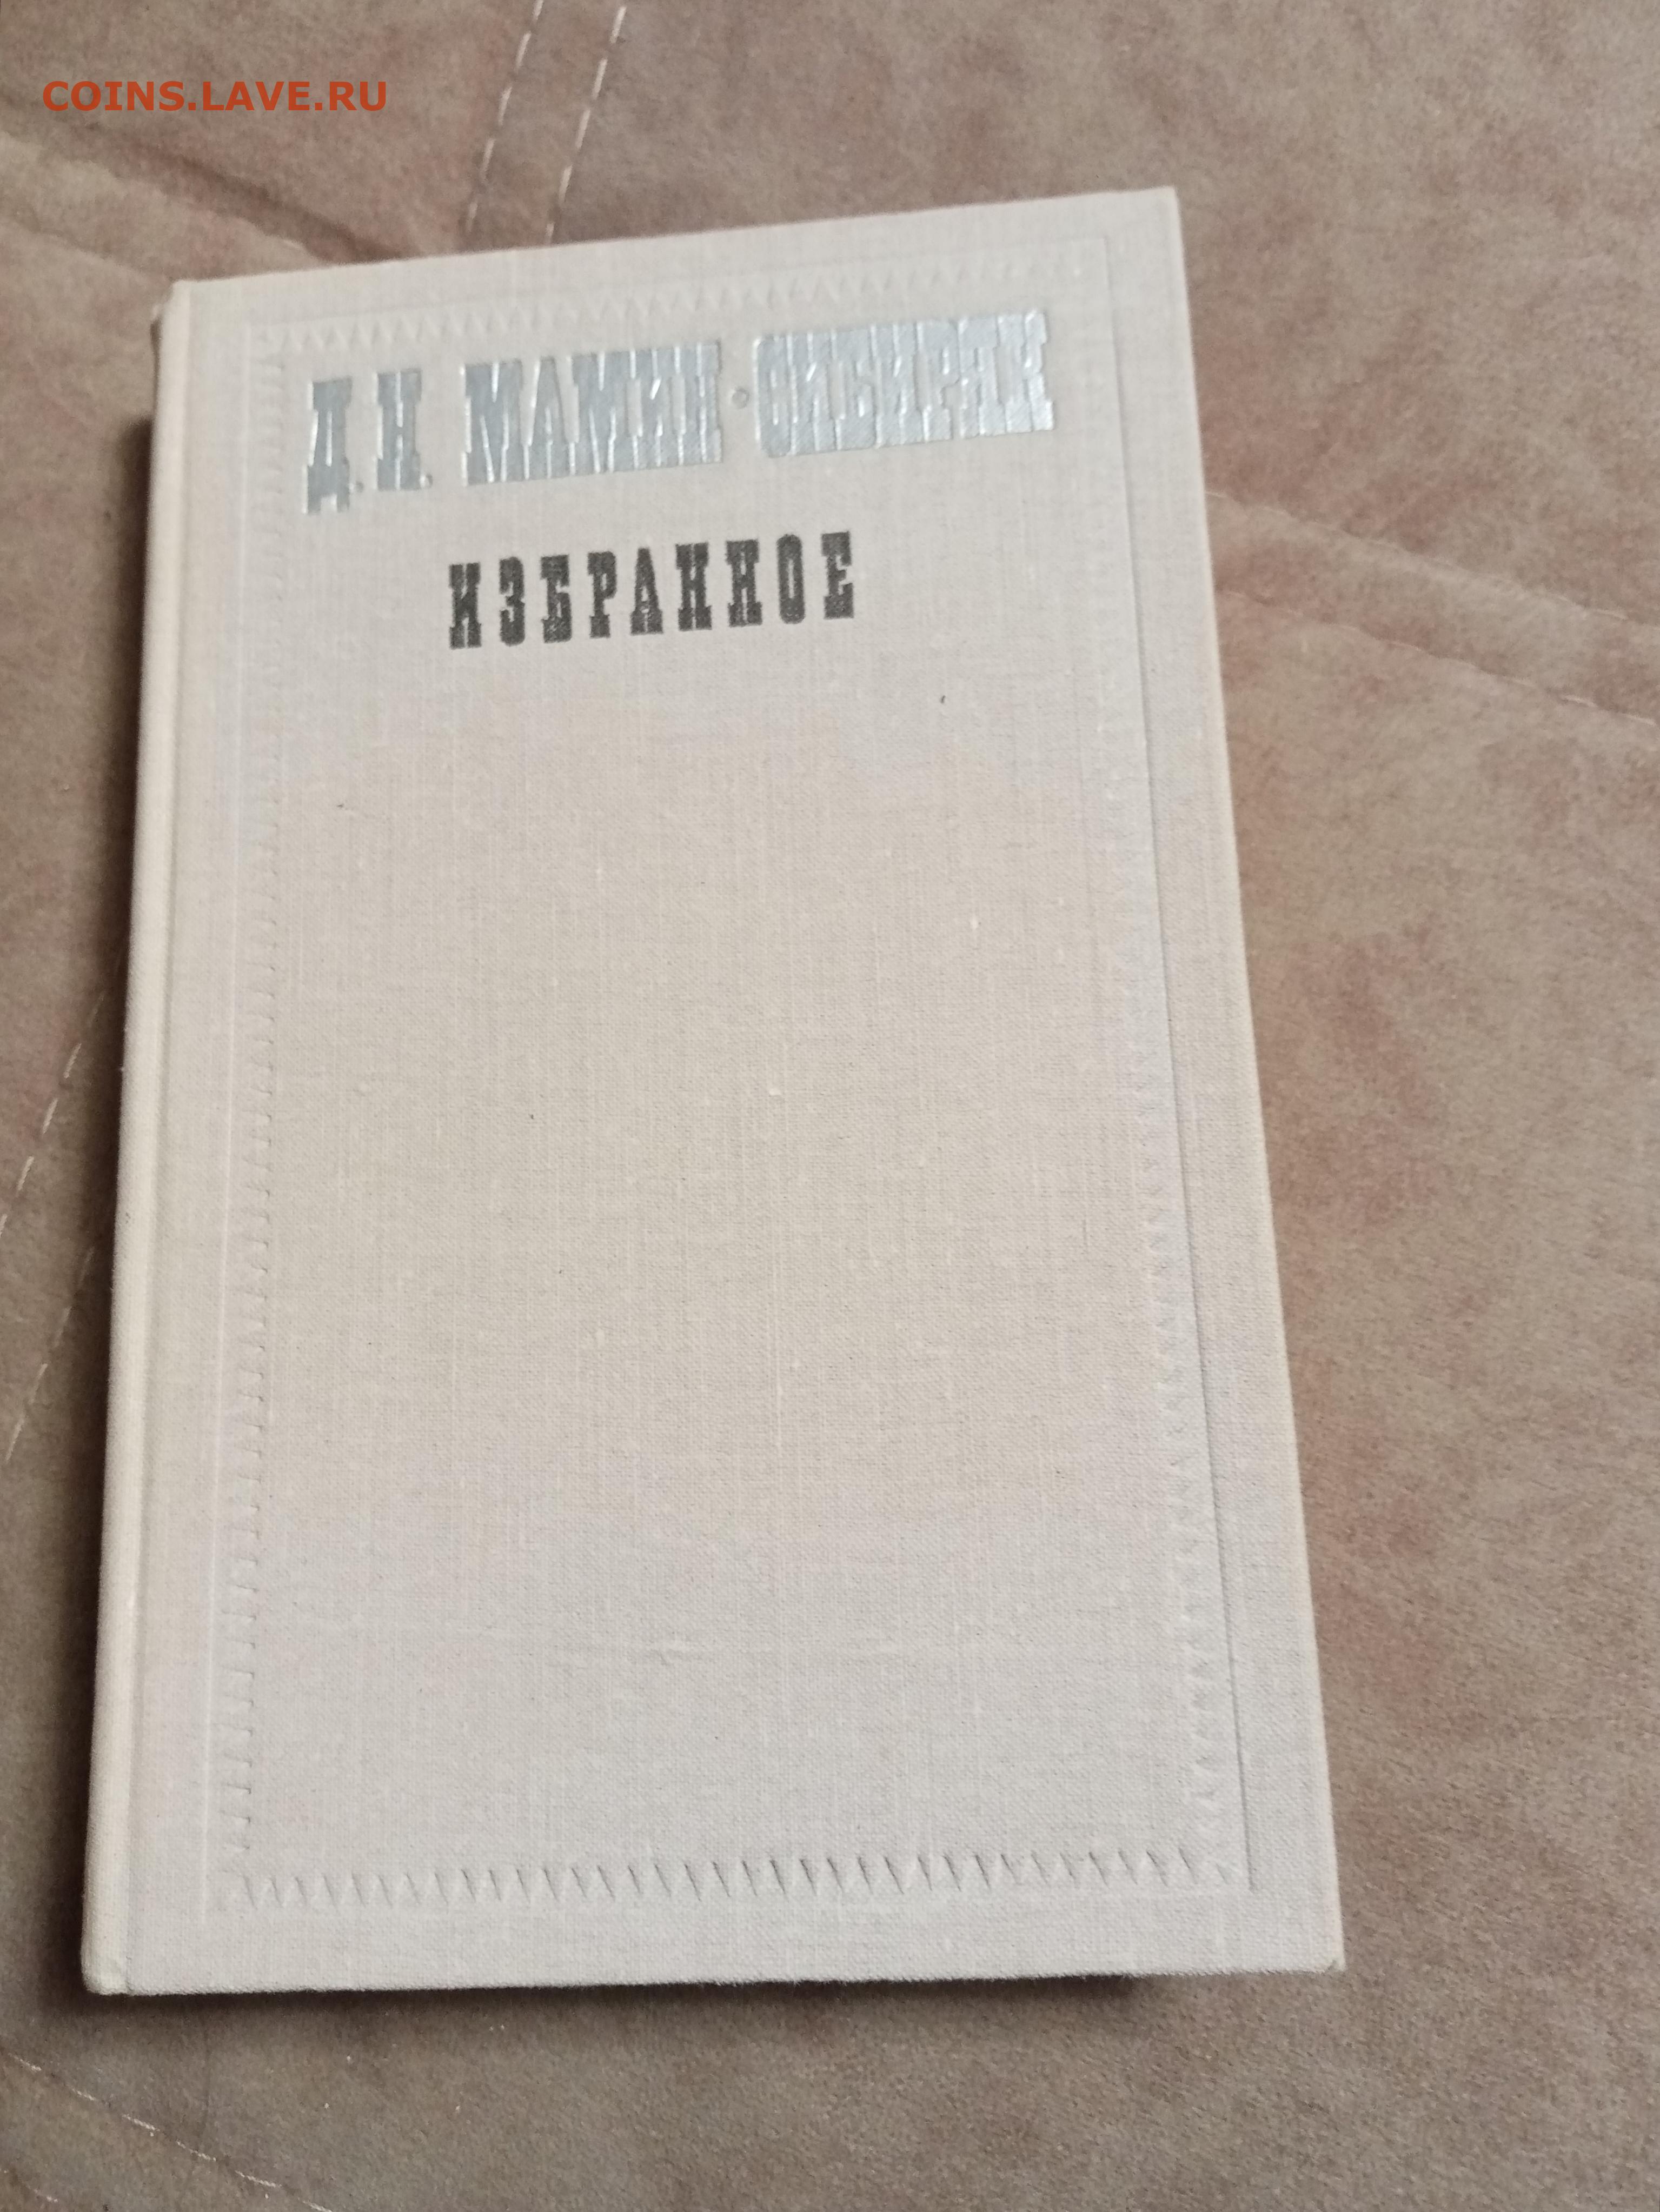 COINS.LAVE.RU
Д. Н. МАМИН-СИБИРЯК
ИЗБРАННОЕ